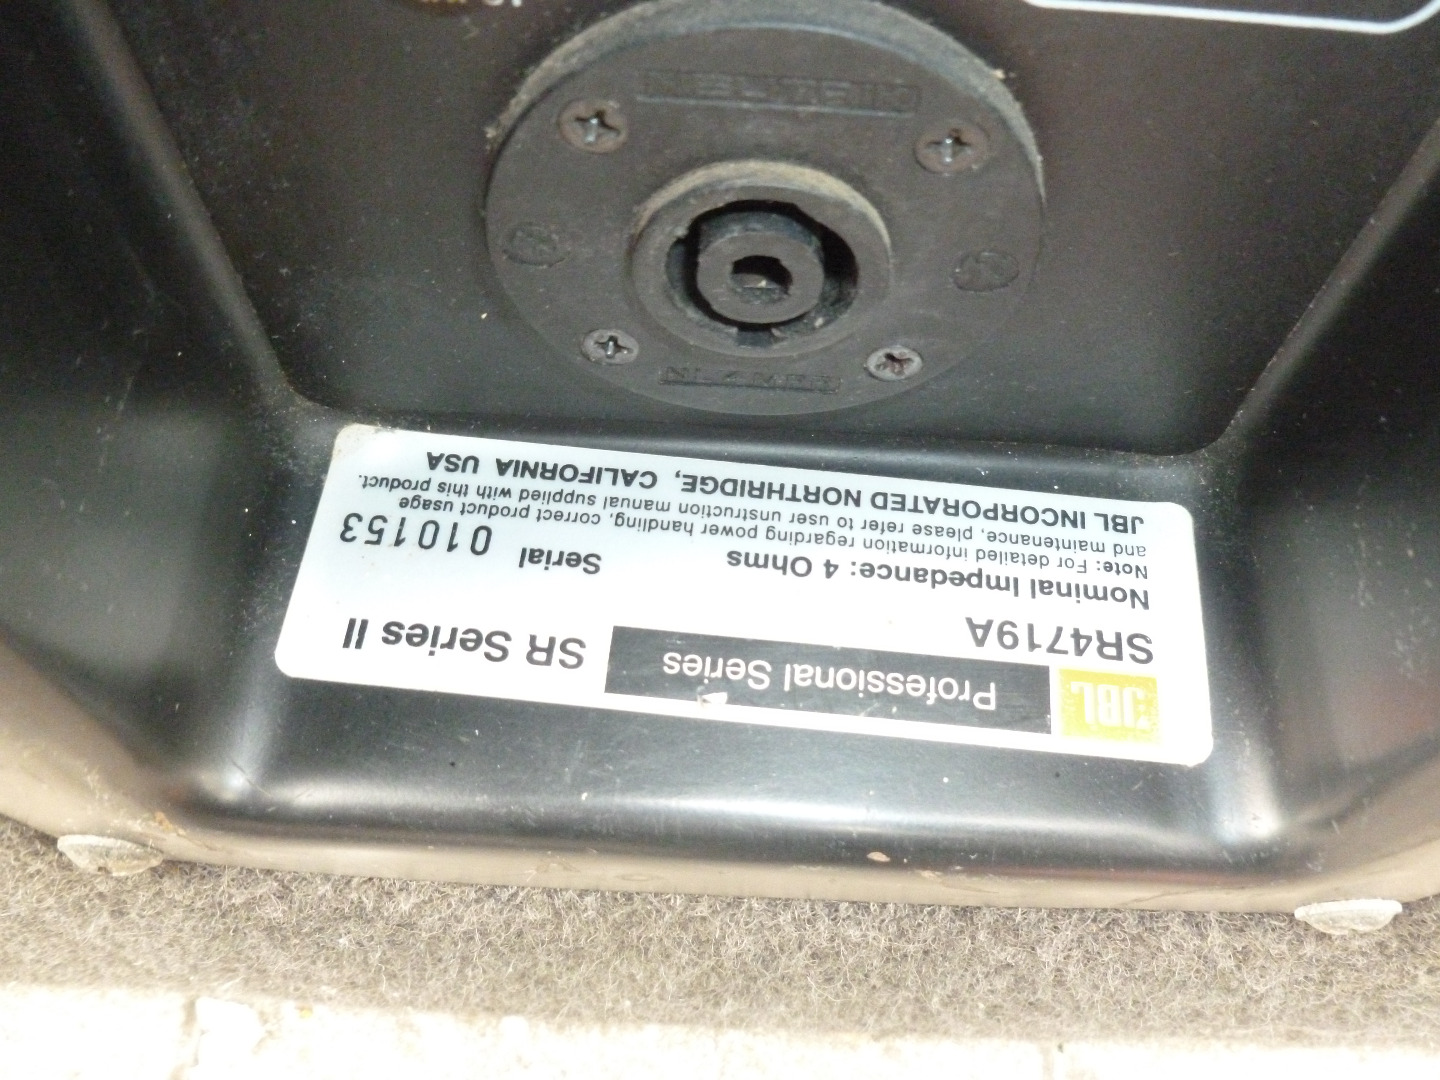 JBL Professional Series SR Series II
SR4719A
Nominal Impedance: 4 Ohms Serial 010153
Note: For detailed information regarding power handling, correct product usage
and maintenance, please refer to user unstruction manual supplied with this product.
JBL INCORPORATED NORTHRIDGE, CALIFORNIA USA
NL4MPR
NEUTRIK